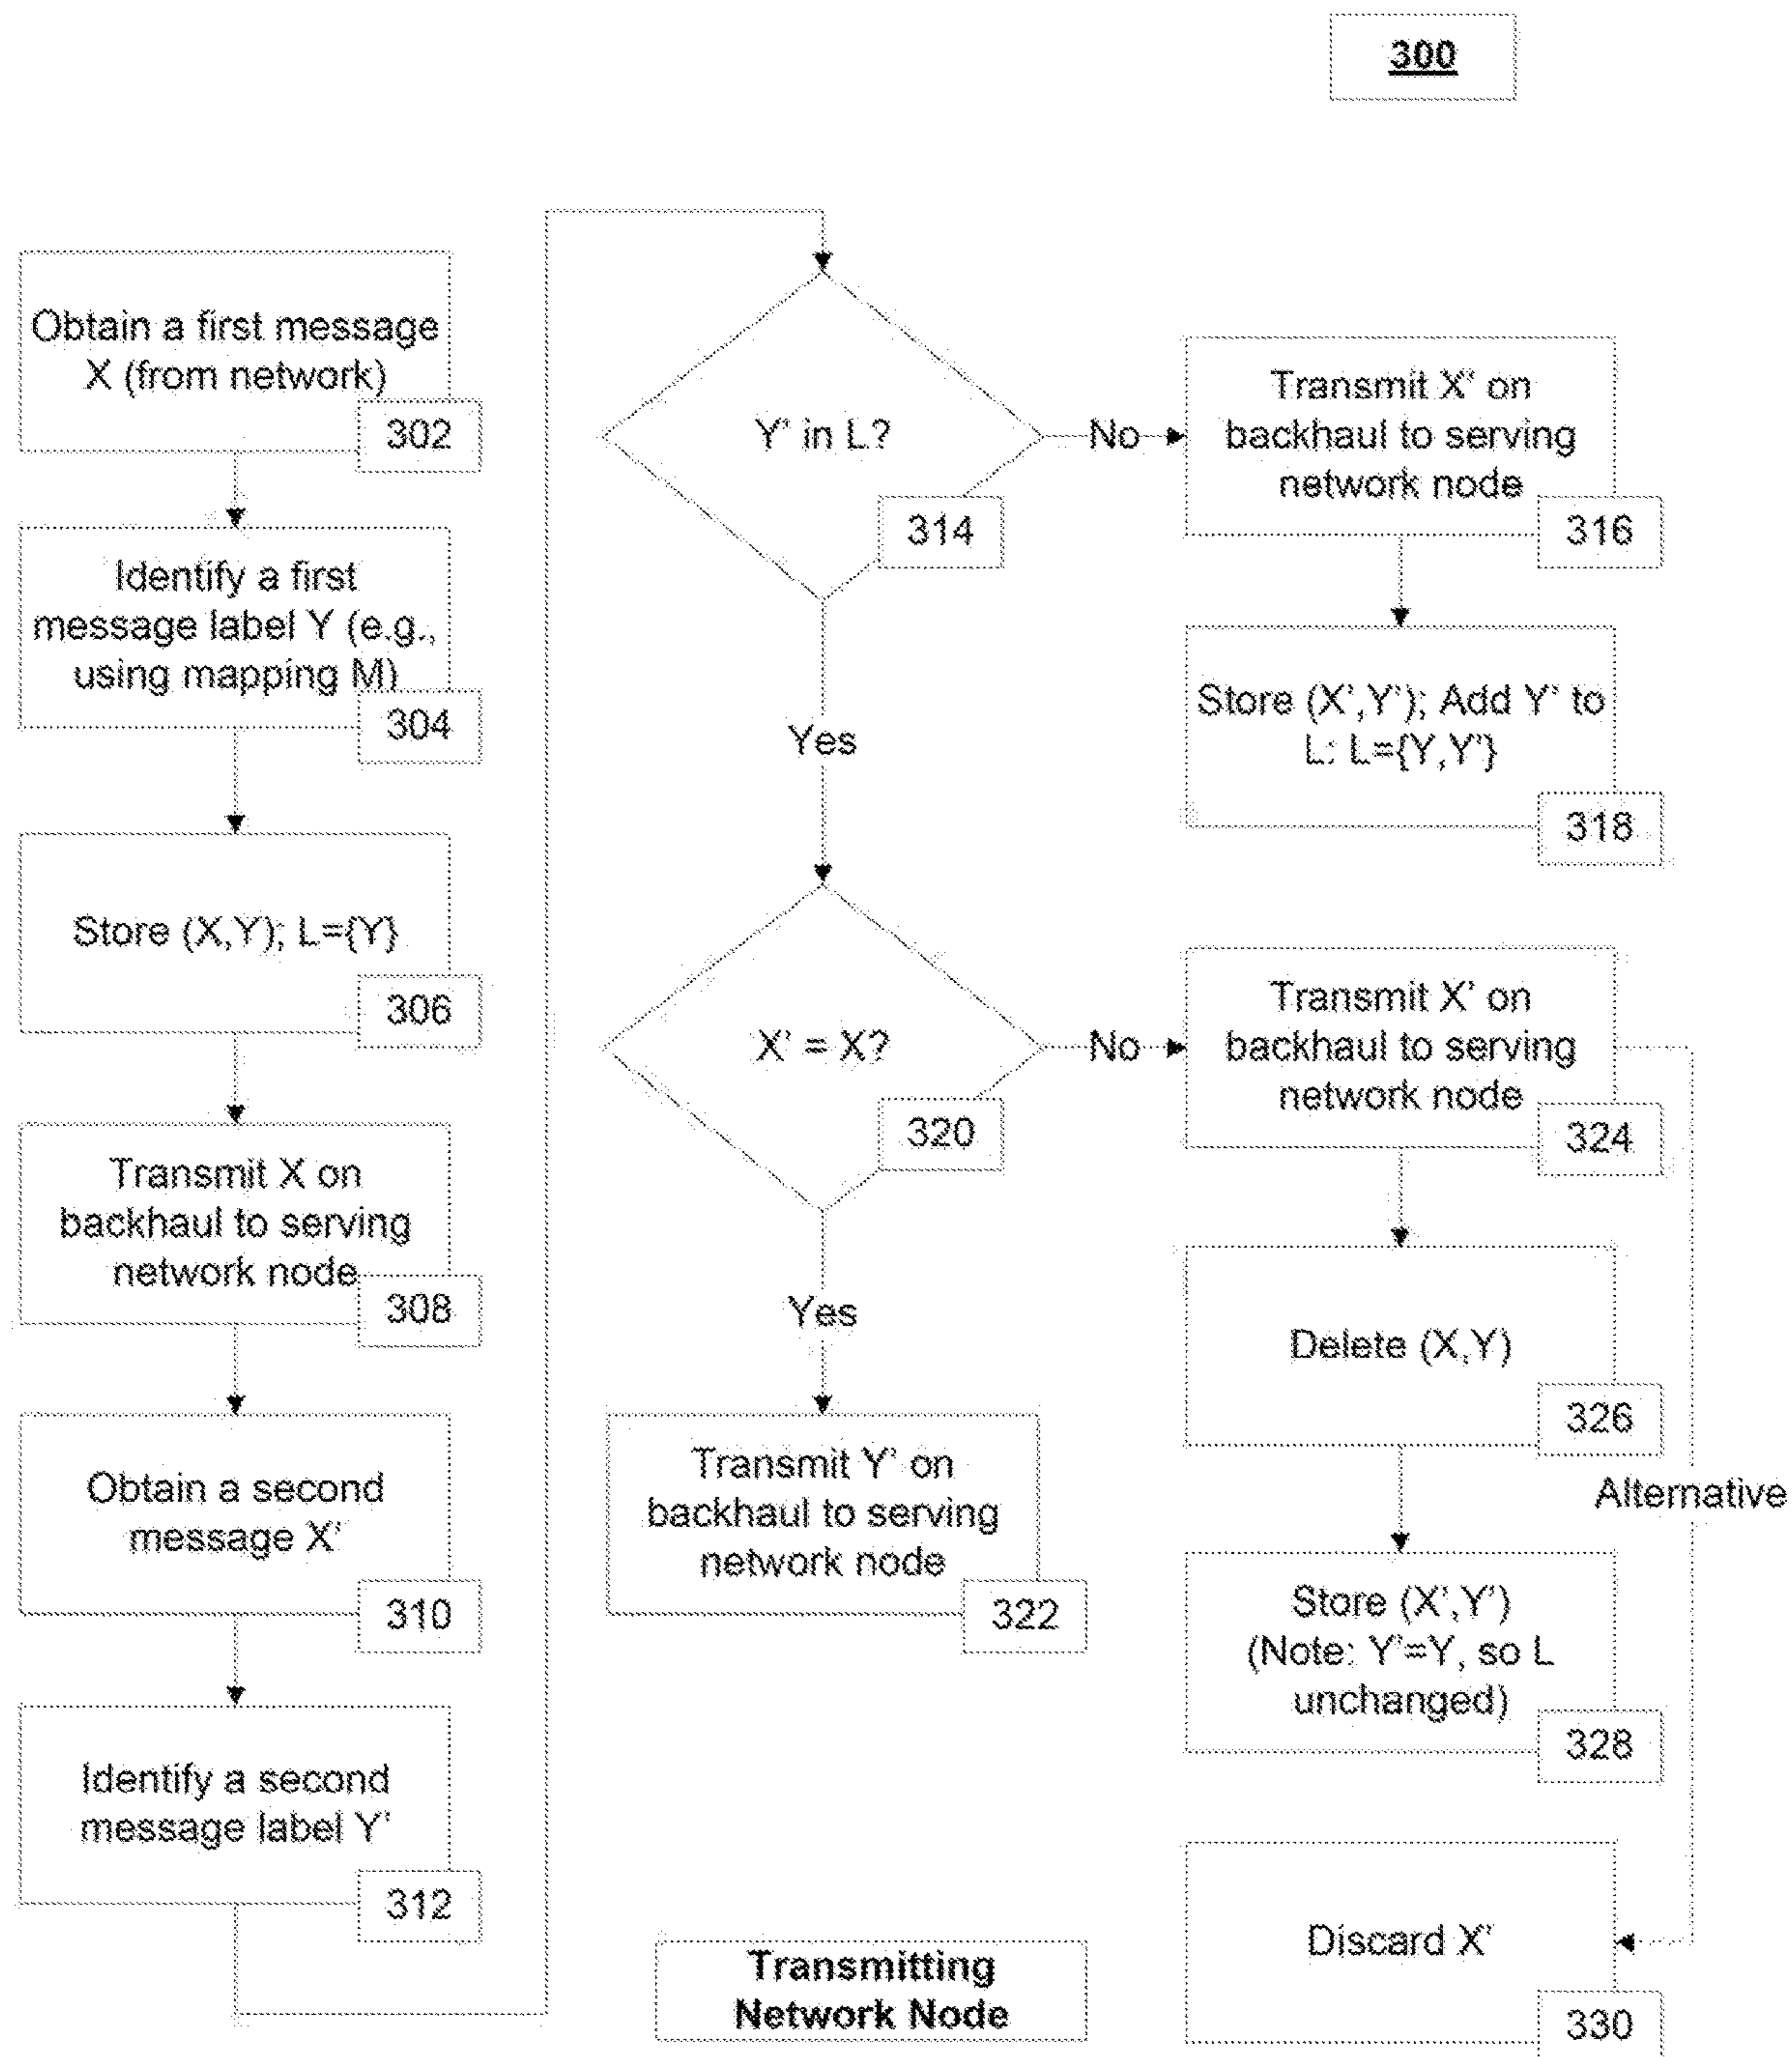 300
Obtain a first message
X (from network)
302
Identify a first
message label Y (e.g.,
using mapping M)
304
Store (X,Y); L={Y}
306
Transmit X on
backhaul to serving
network node
308
Obtain a second
message X'
310
Identify a second
message label Y'
312
Y' in L?
314
No
Yes
Transmit X' on
backhaul to serving
network node
316
Store (X',Y'); Add Y' to
L: L={Y,Y'}
318
X' = X?
320
No
Yes
Transmit Y' on
backhaul to serving
network node
322
Transmit X' on
backhaul to serving
network node
324
Delete (X,Y)
326
Alternative
Store (X',Y')
(Note: Y'=Y, so L
unchanged)
328
Discard X'
330
Transmitting
Network Node